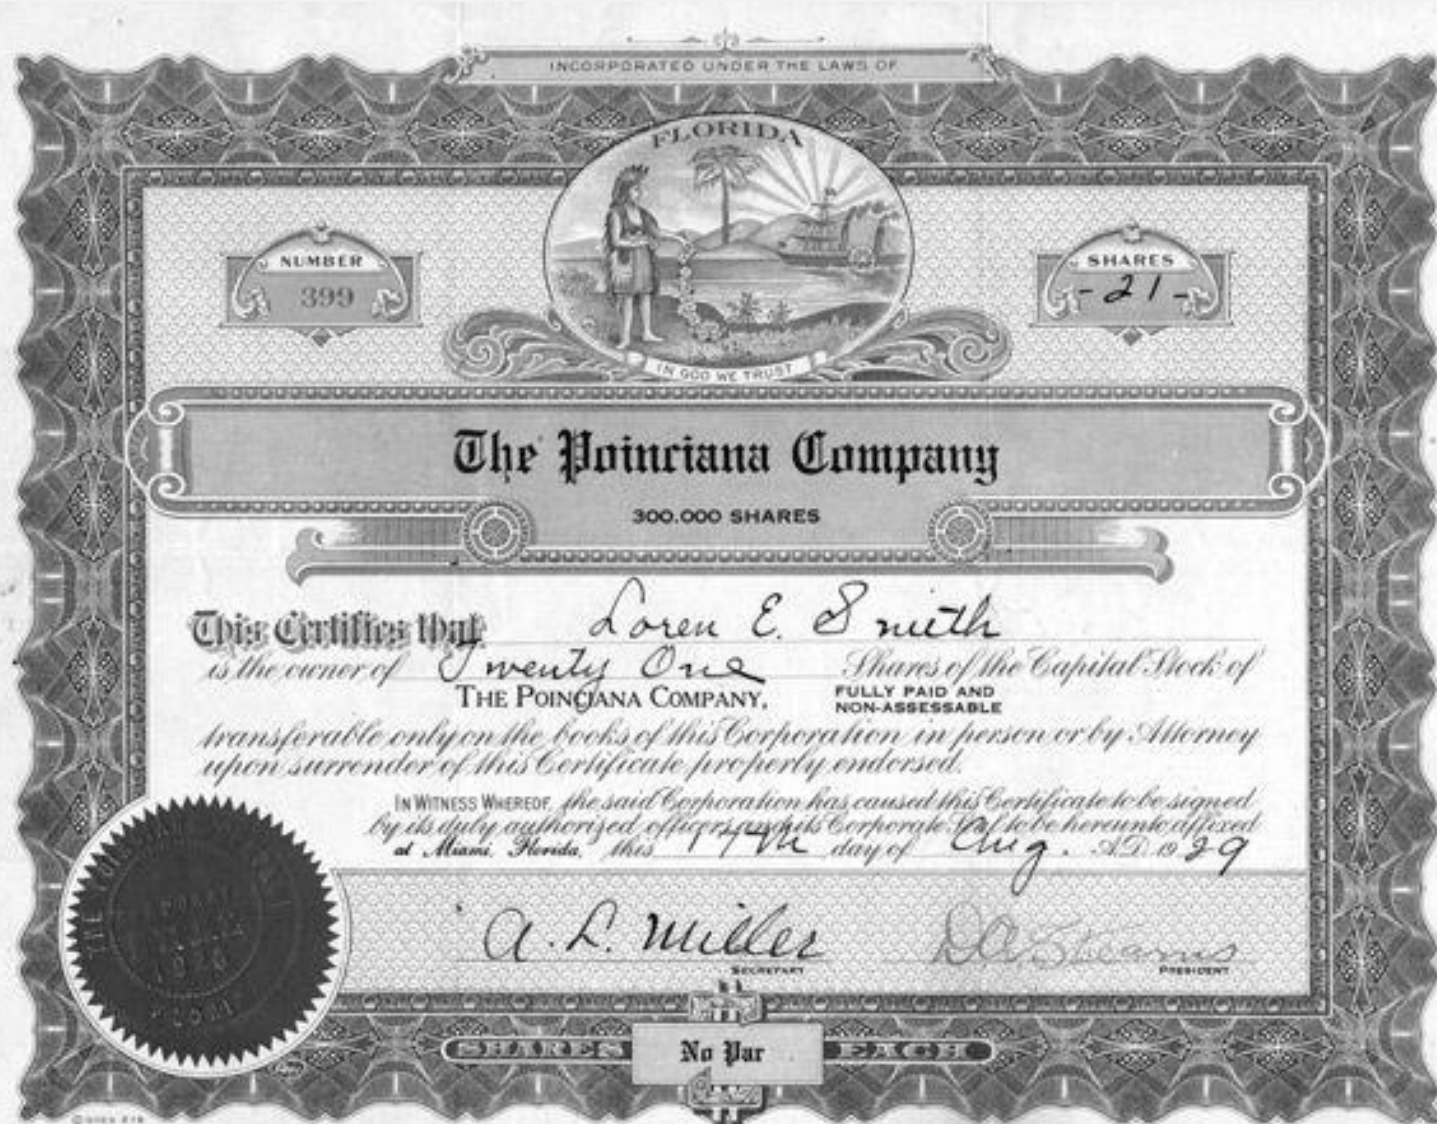 INCORPORATED UNDER THE LAWS OF
FLORIDA
NUMBER
399
SHARES
- 21 -
IN GOD WE TRUST
The Poinciana Company
300.000 SHARES
This Certifies that Loren E. Smith
is the owner of Twenty One Shares of the Capital Stock of
THE POINCIANA COMPANY, FULLY PAID AND
NON-ASSESSABLE
transferable only on the books of this Corporation in person or by Attorney
upon surrender of this Certificate properly endorsed.
IN WITNESS WHEREOF, the said Corporation has caused this Certificate to be signed
by its duly authorized officers and its Corporate Seal to be hereunto affixed
at Miami, Florida, this 17th day of Aug. A.D. 1929
A. L. Miller
SECRETARY
D.A. Stearns
PRESIDENT
SHARES No Par EACH